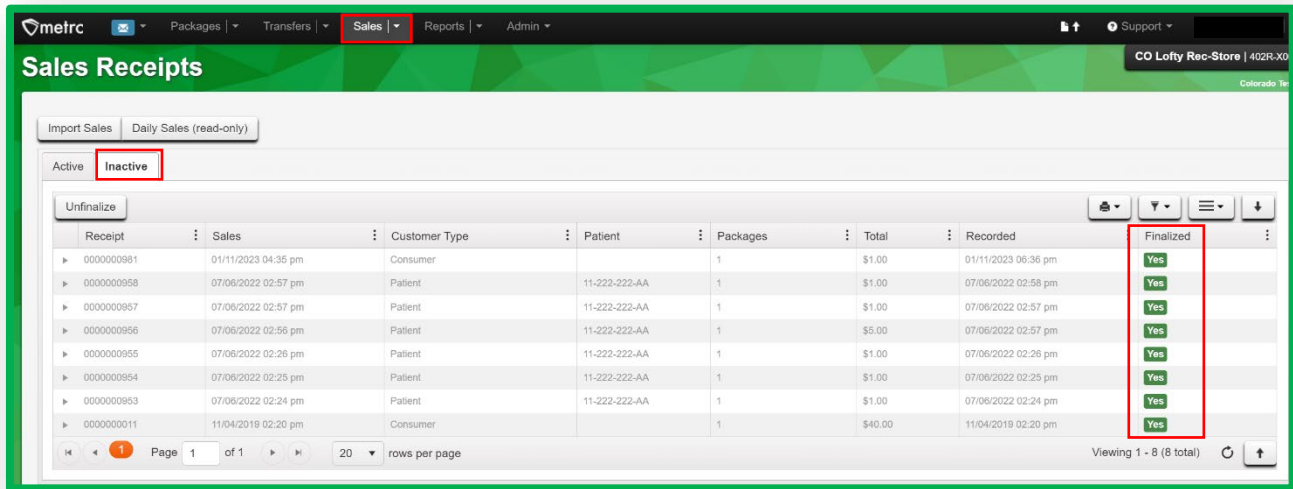 metrc Packages | Transfers | Sales | Reports | Admin Support
Sales Receipts
CO Lofty Rec-Store | 402R-X0
Colorado Te
Import Sales Daily Sales (read-only)
Active Inactive
Unfinalize
Receipt Sales Customer Type Patient Packages Total Recorded Finalized
0000000981 01/11/2023 04:35 pm Consumer 1 $1.00 01/11/2023 06:36 pm Yes
0000000958 07/06/2022 02:57 pm Patient 11-222-222-AA 1 $1.00 07/06/2022 02:58 pm Yes
0000000957 07/06/2022 02:57 pm Patient 11-222-222-AA 1 $1.00 07/06/2022 02:57 pm Yes
0000000956 07/06/2022 02:56 pm Patient 11-222-222-AA 1 $5.00 07/06/2022 02:57 pm Yes
0000000955 07/06/2022 02:26 pm Patient 11-222-222-AA 1 $1.00 07/06/2022 02:26 pm Yes
0000000954 07/06/2022 02:25 pm Patient 11-222-222-AA 1 $1.00 07/06/2022 02:25 pm Yes
0000000953 07/06/2022 02:24 pm Patient 11-222-222-AA 1 $1.00 07/06/2022 02:24 pm Yes
0000000011 11/04/2019 02:20 pm Consumer 1 $40.00 11/04/2019 02:20 pm Yes
1 Page 1 of 1 20 rows per page Viewing 1 - 8 (8 total)